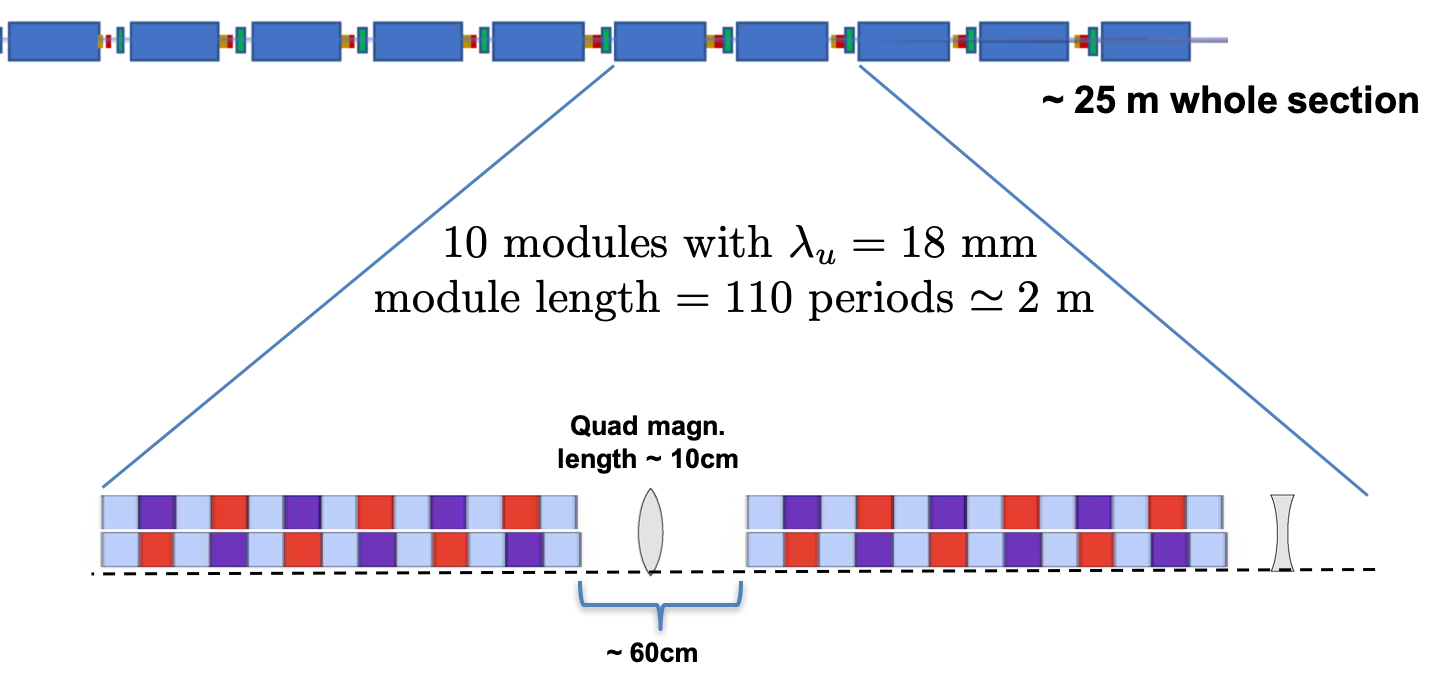 ~ 25 m whole section
10 modules with λ_u = 18 mm
module length = 110 periods ≃ 2 m
Quad magn.
length ~ 10cm
~ 60cm